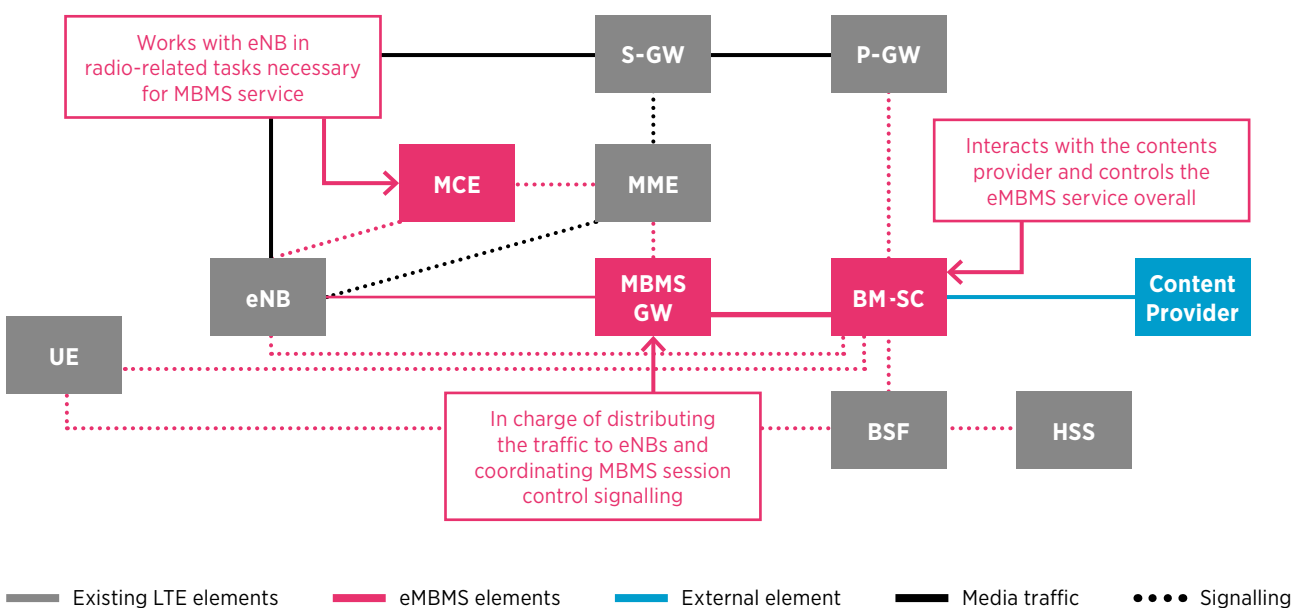 Works with eNB in
radio-related tasks necessary
for MBMS service
S-GW
P-GW
MCE
MME
Interacts with the contents
provider and controls the
eMBMS service overall
eNB
MBMS
GW
BM-SC
Content
Provider
UE
In charge of distributing
the traffic to eNBs and
coordinating MBMS session
control signalling
BSF
HSS
Existing LTE elements
eMBMS elements
External element
Media traffic
Signalling